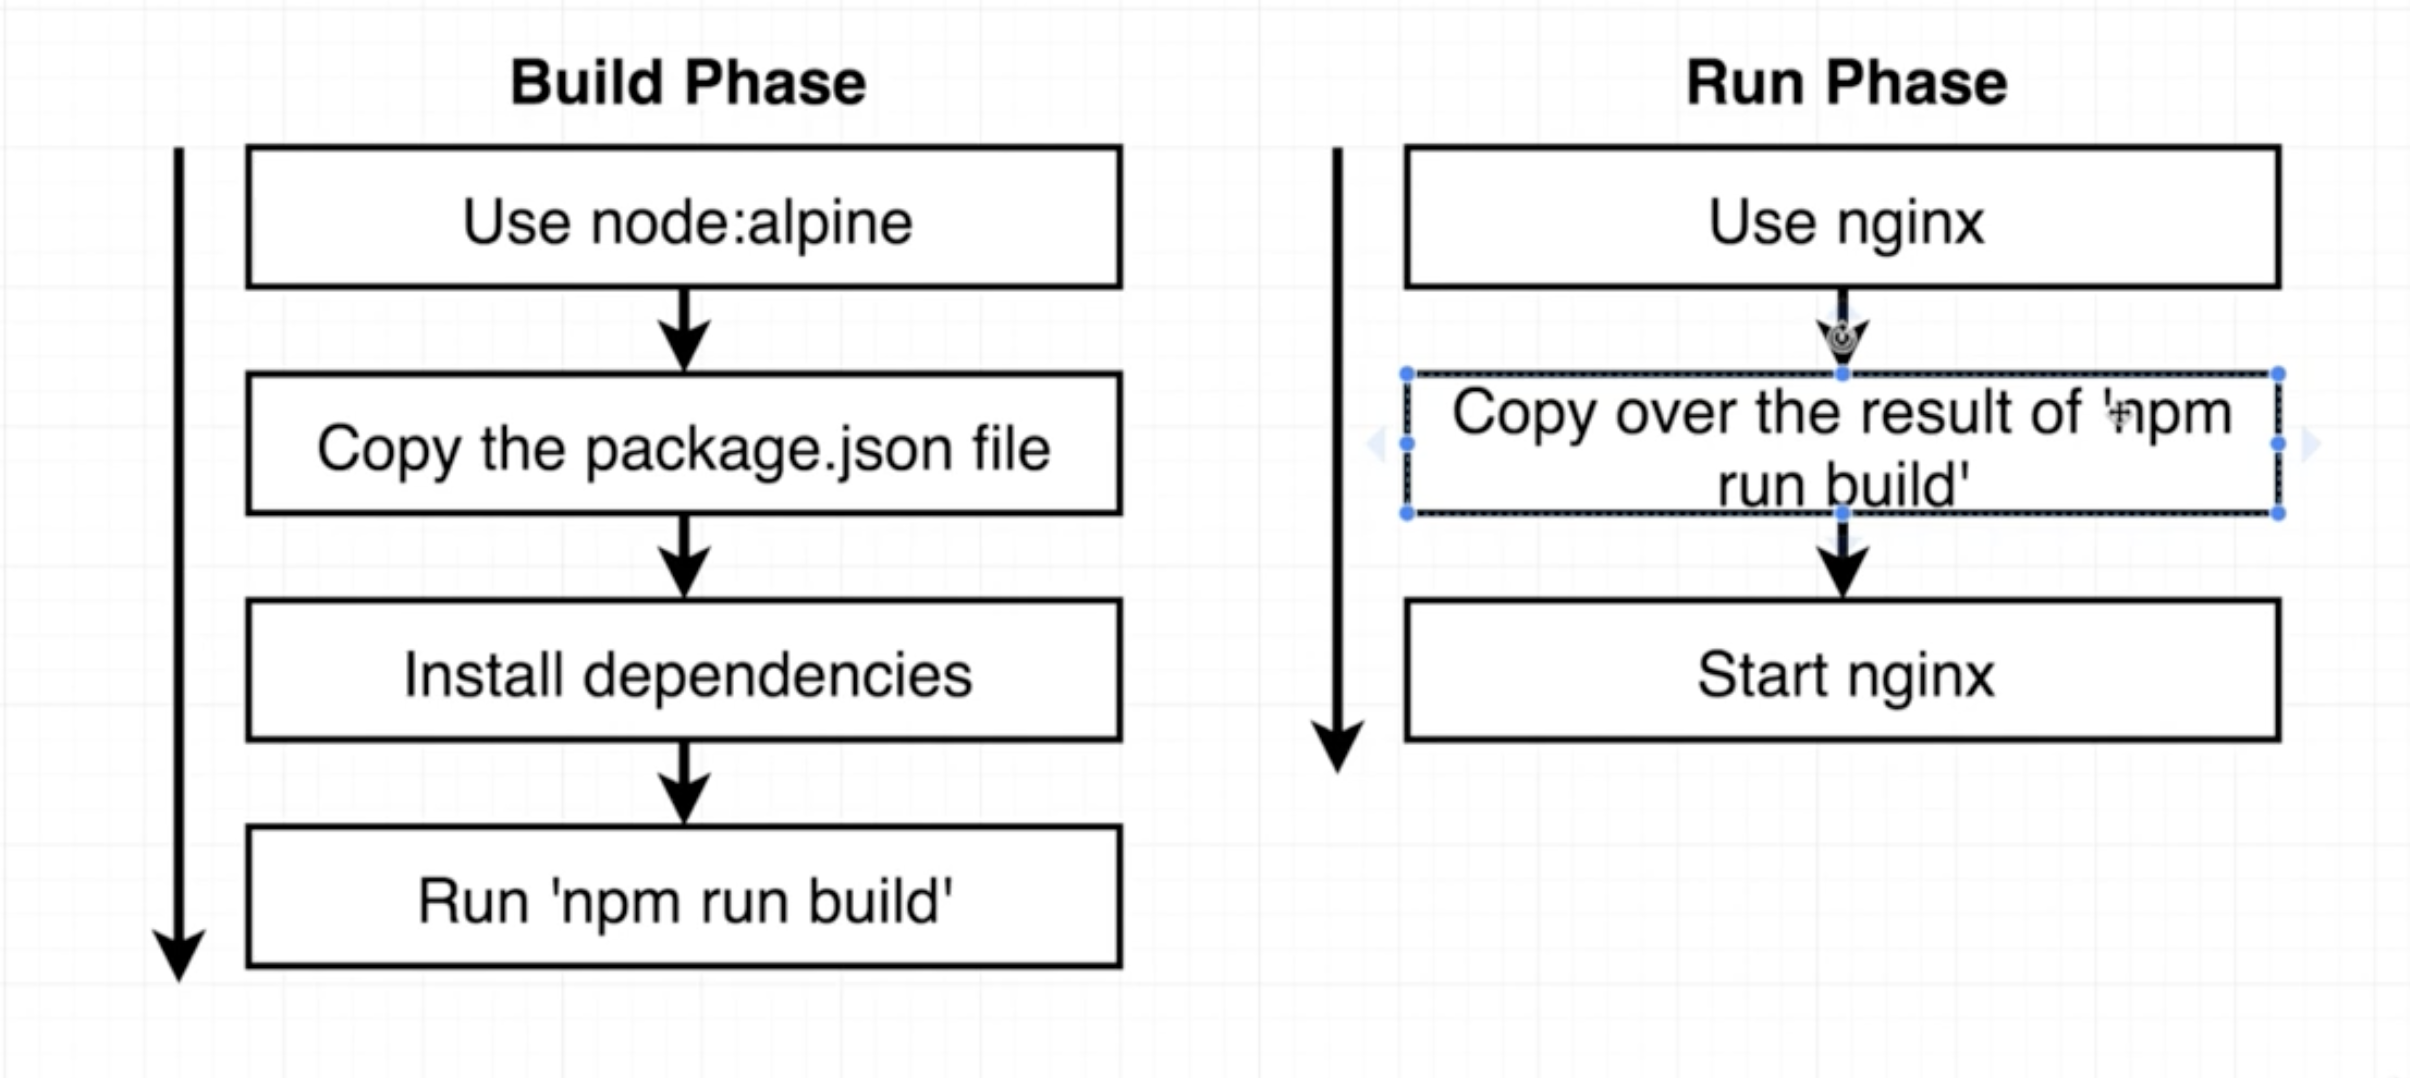 Build Phase
Use node:alpine
Copy the package.json file
Install dependencies
Run 'npm run build'
Run Phase
Use nginx
Copy over the result of 'npm
run build'
Start nginx